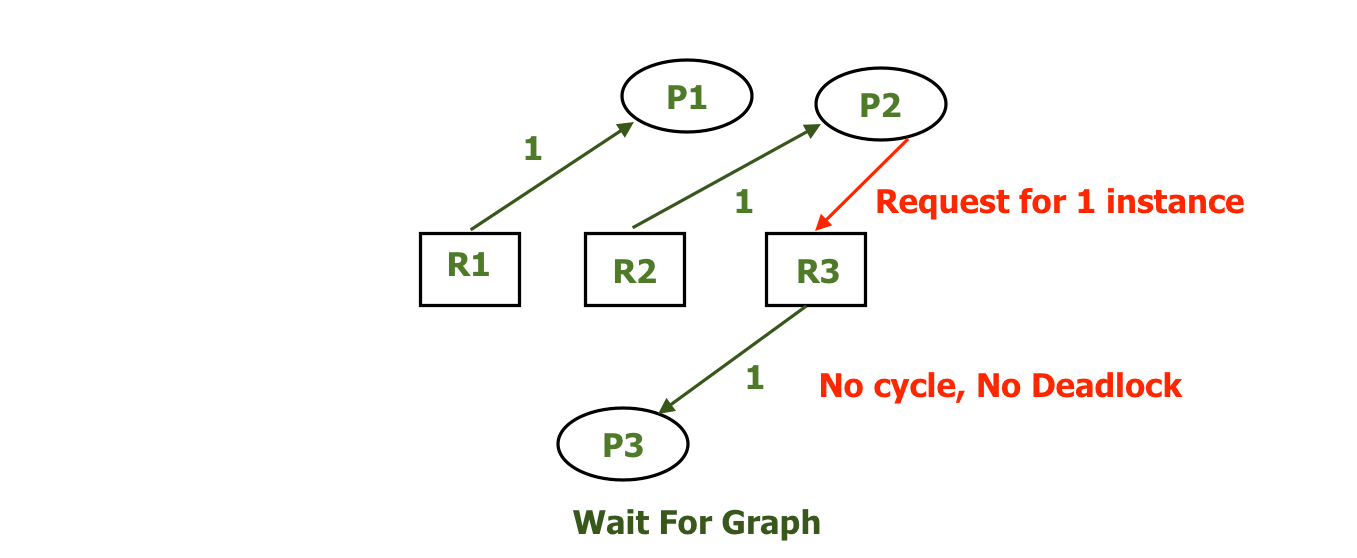 P1
P2
1
1
Request for 1 instance
R1
R2
R3
1
No cycle, No Deadlock
P3
Wait For Graph